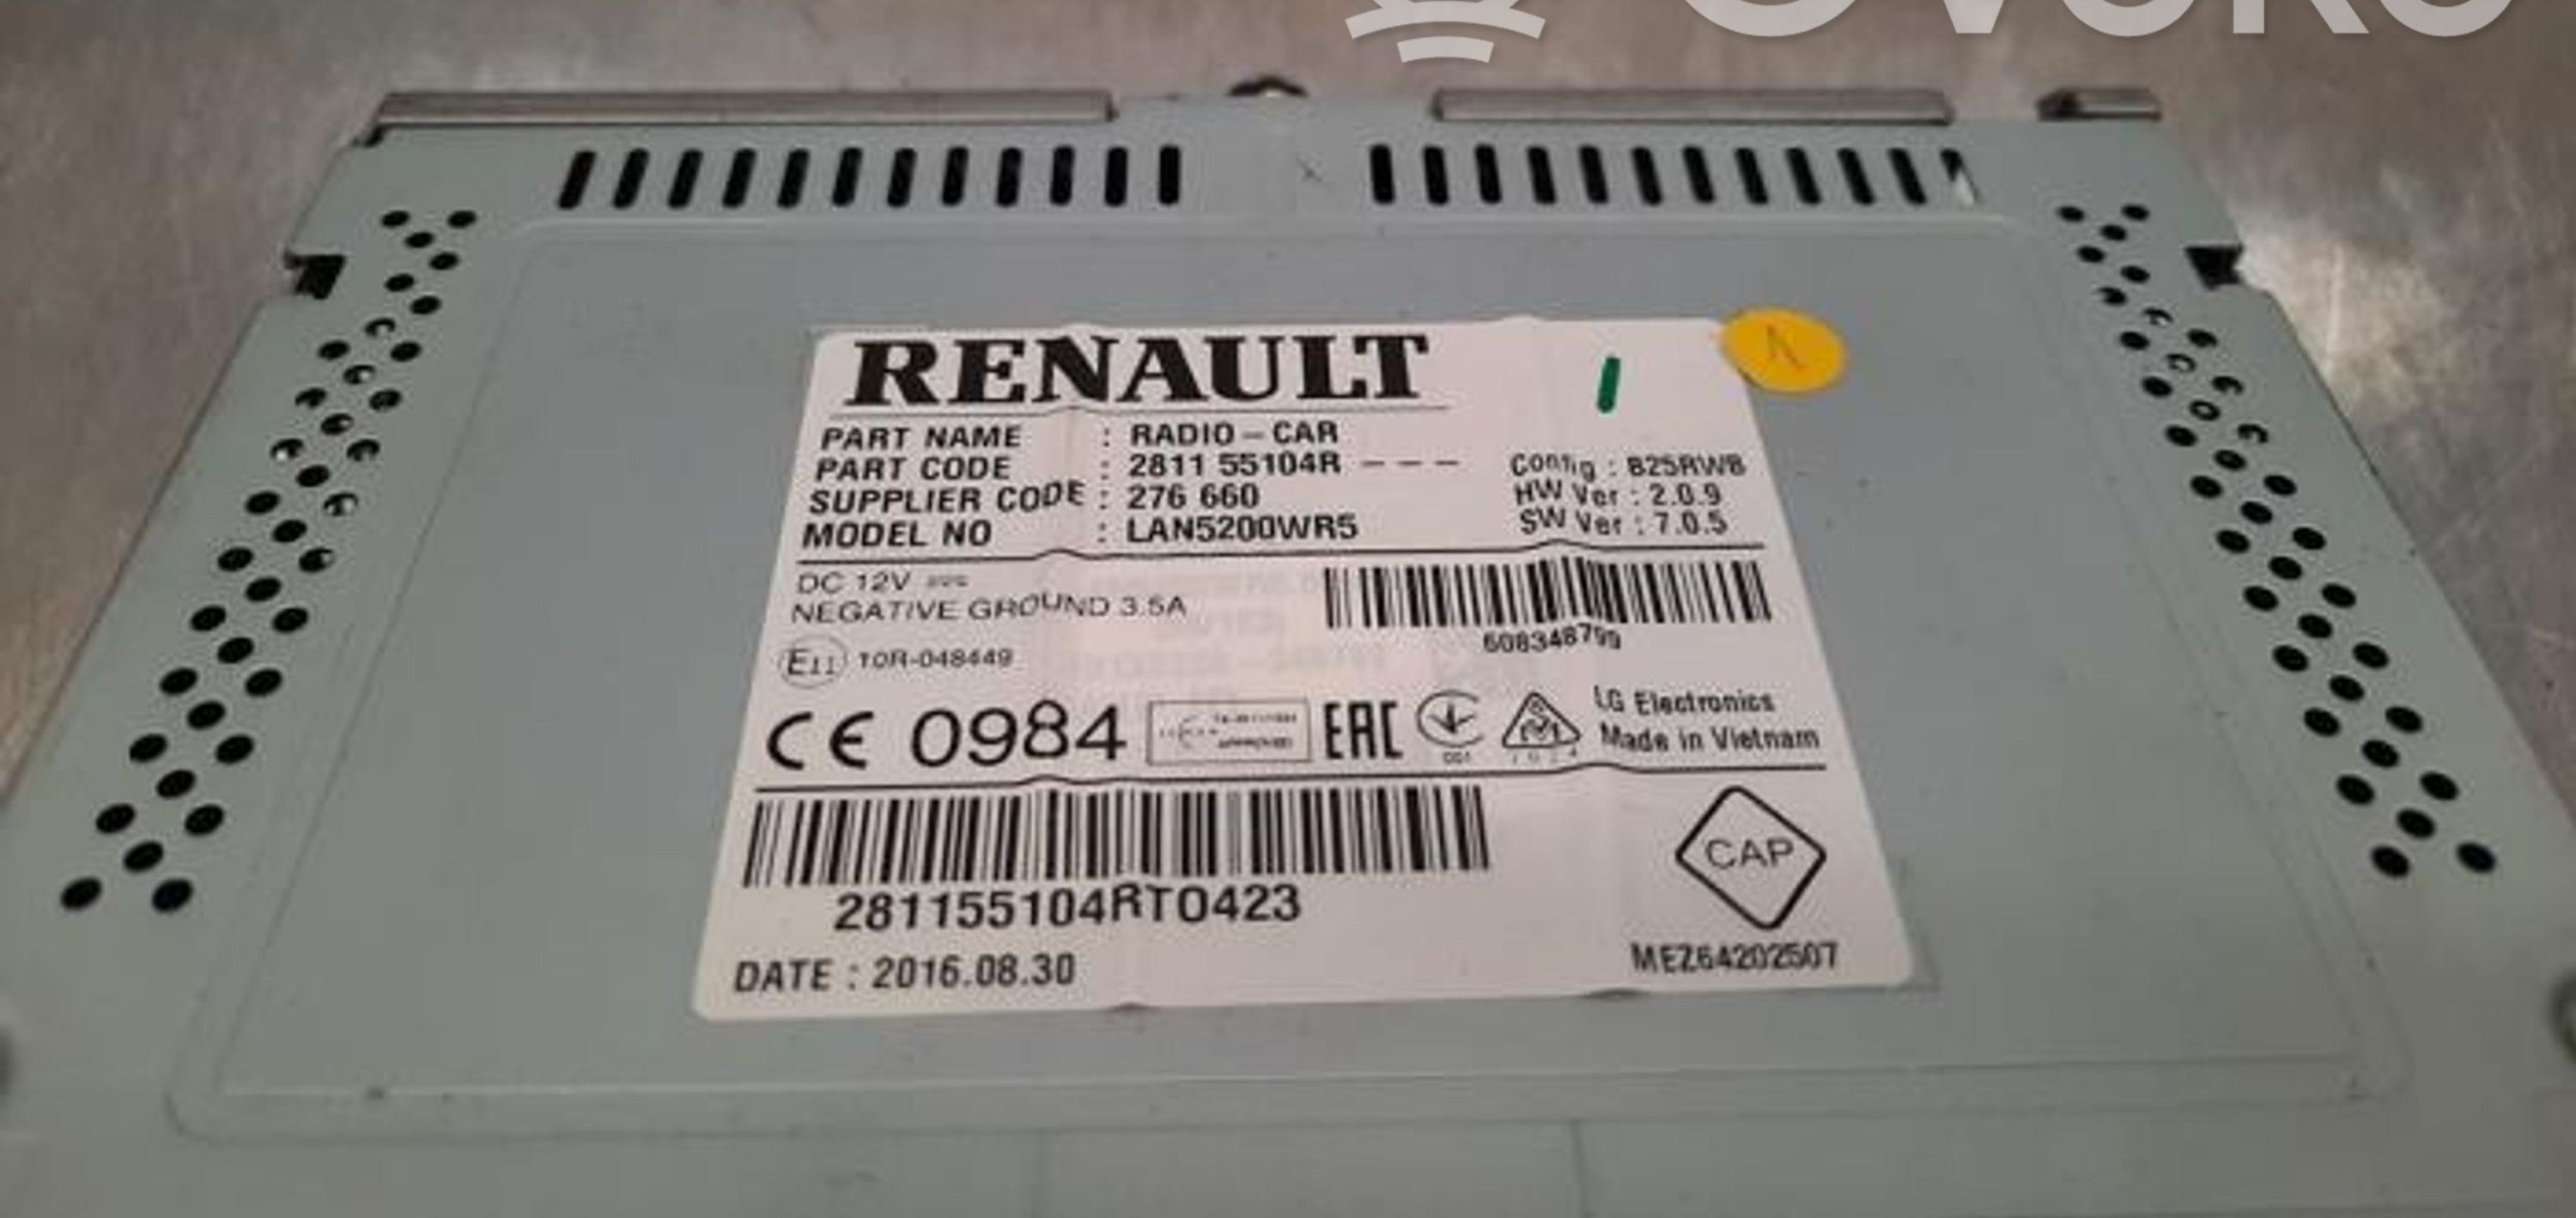 RENAULT
PART NAME : RADIO-CAR
PART CODE : 2811 55104R ---
SUPPLIER CODE : 276 660
MODEL NO : LAN5200WR5
Config : B25RWB
HW Ver : 2.0.9
SW Ver : 7.0.5
DC 12V
NEGATIVE GROUND 3.5A
608348799
E11 10R-048449
CE 0984
APPROVED
EAC
LG Electronics
Made in Vietnam
281155104RT0423
CAP
DATE : 2016.08.30
MEZ64202507